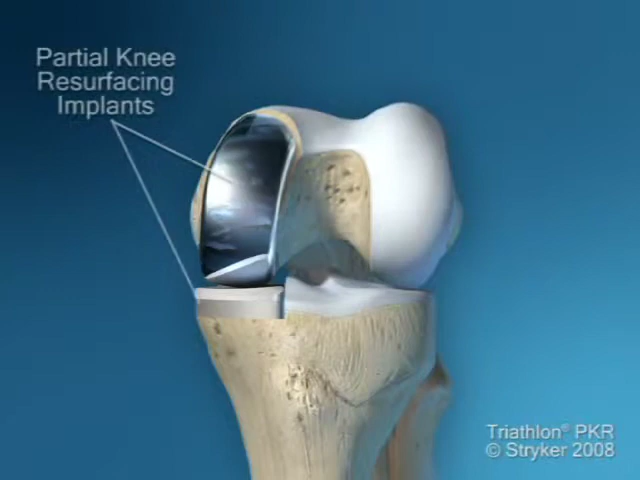 Partial Knee
Resurfacing
Implants
Triathlon® PKR
© Stryker 2008